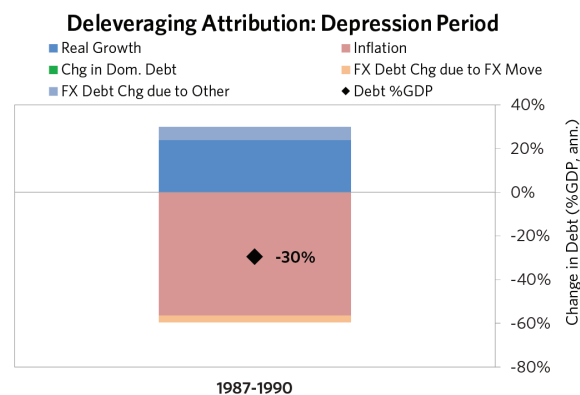 Deleveraging Attribution: Depression Period
Real Growth
Inflation
Chg in Dom. Debt
FX Debt Chg due to FX Move
FX Debt Chg due to Other
Debt %GDP
40%
20%
0%
-20%
-40%
-60%
-80%
Change in Debt (%GDP, ann.)
-30%
1987-1990